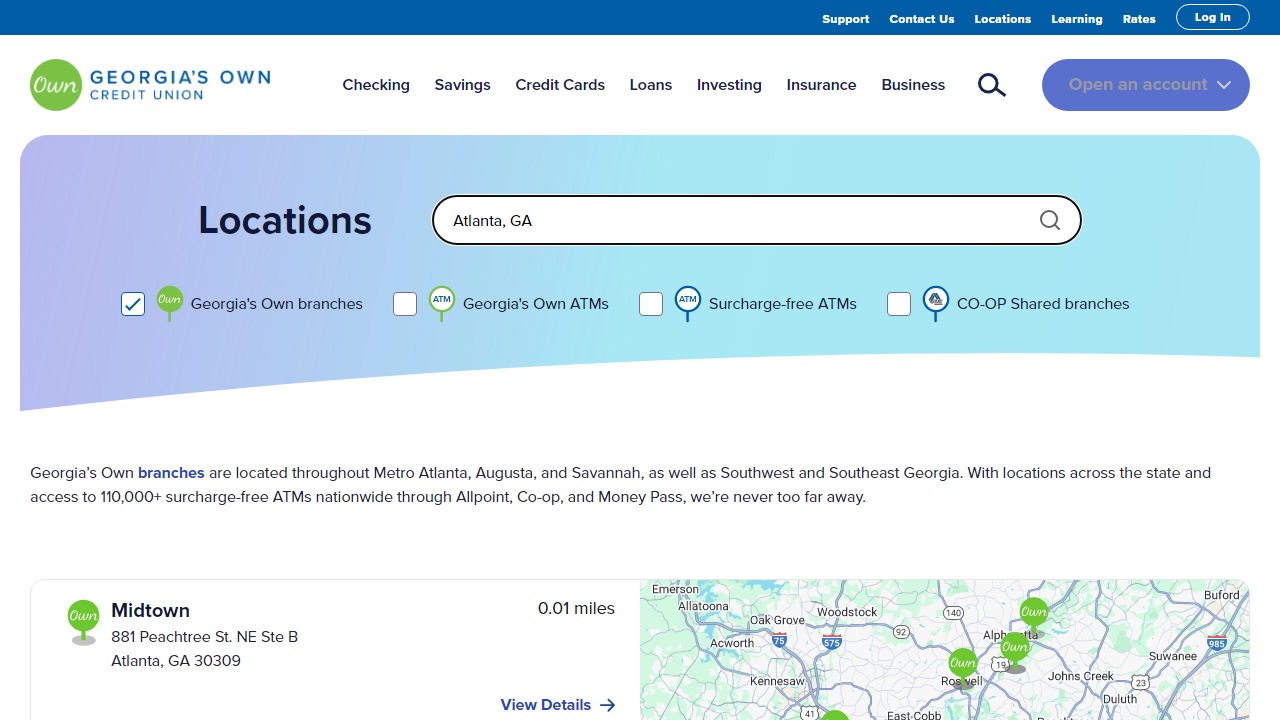 Support Contact Us Locations Learning Rates Log In
Own GEORGIA'S OWN
CREDIT UNION
Checking Savings Credit Cards Loans Investing Insurance Business Open an account
Locations
Atlanta, GA
Own Georgia's Own branches
ATM Georgia's Own ATMs
ATM Surcharge-free ATMs
CO-OP Shared branches
Georgia’s Own branches are located throughout Metro Atlanta, Augusta, and Savannah, as well as Southwest and Southeast Georgia. With locations across the state and
access to 110,000+ surcharge-free ATMs nationwide through Allpoint, Co-op, and Money Pass, we’re never too far away.
Own Midtown
0.01 miles
881 Peachtree St. NE Ste B
Atlanta, GA 30309
View Details
Emerson
Allatoona
Woodstock
140
Own
Buford
Oak Grove
92
Acworth
75
575
985
Own
19
Own
Suwanee
Roswell
Johns Creek
Kennesaw
23
Duluth
41
East Cobb